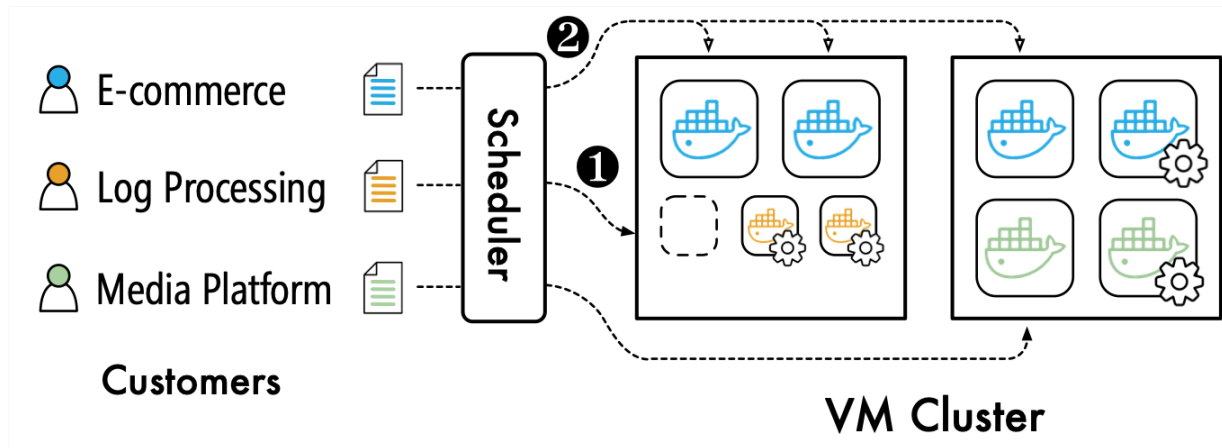 ❷
E-commerce
❶
Log Processing
Scheduler
Media Platform
Customers
VM Cluster